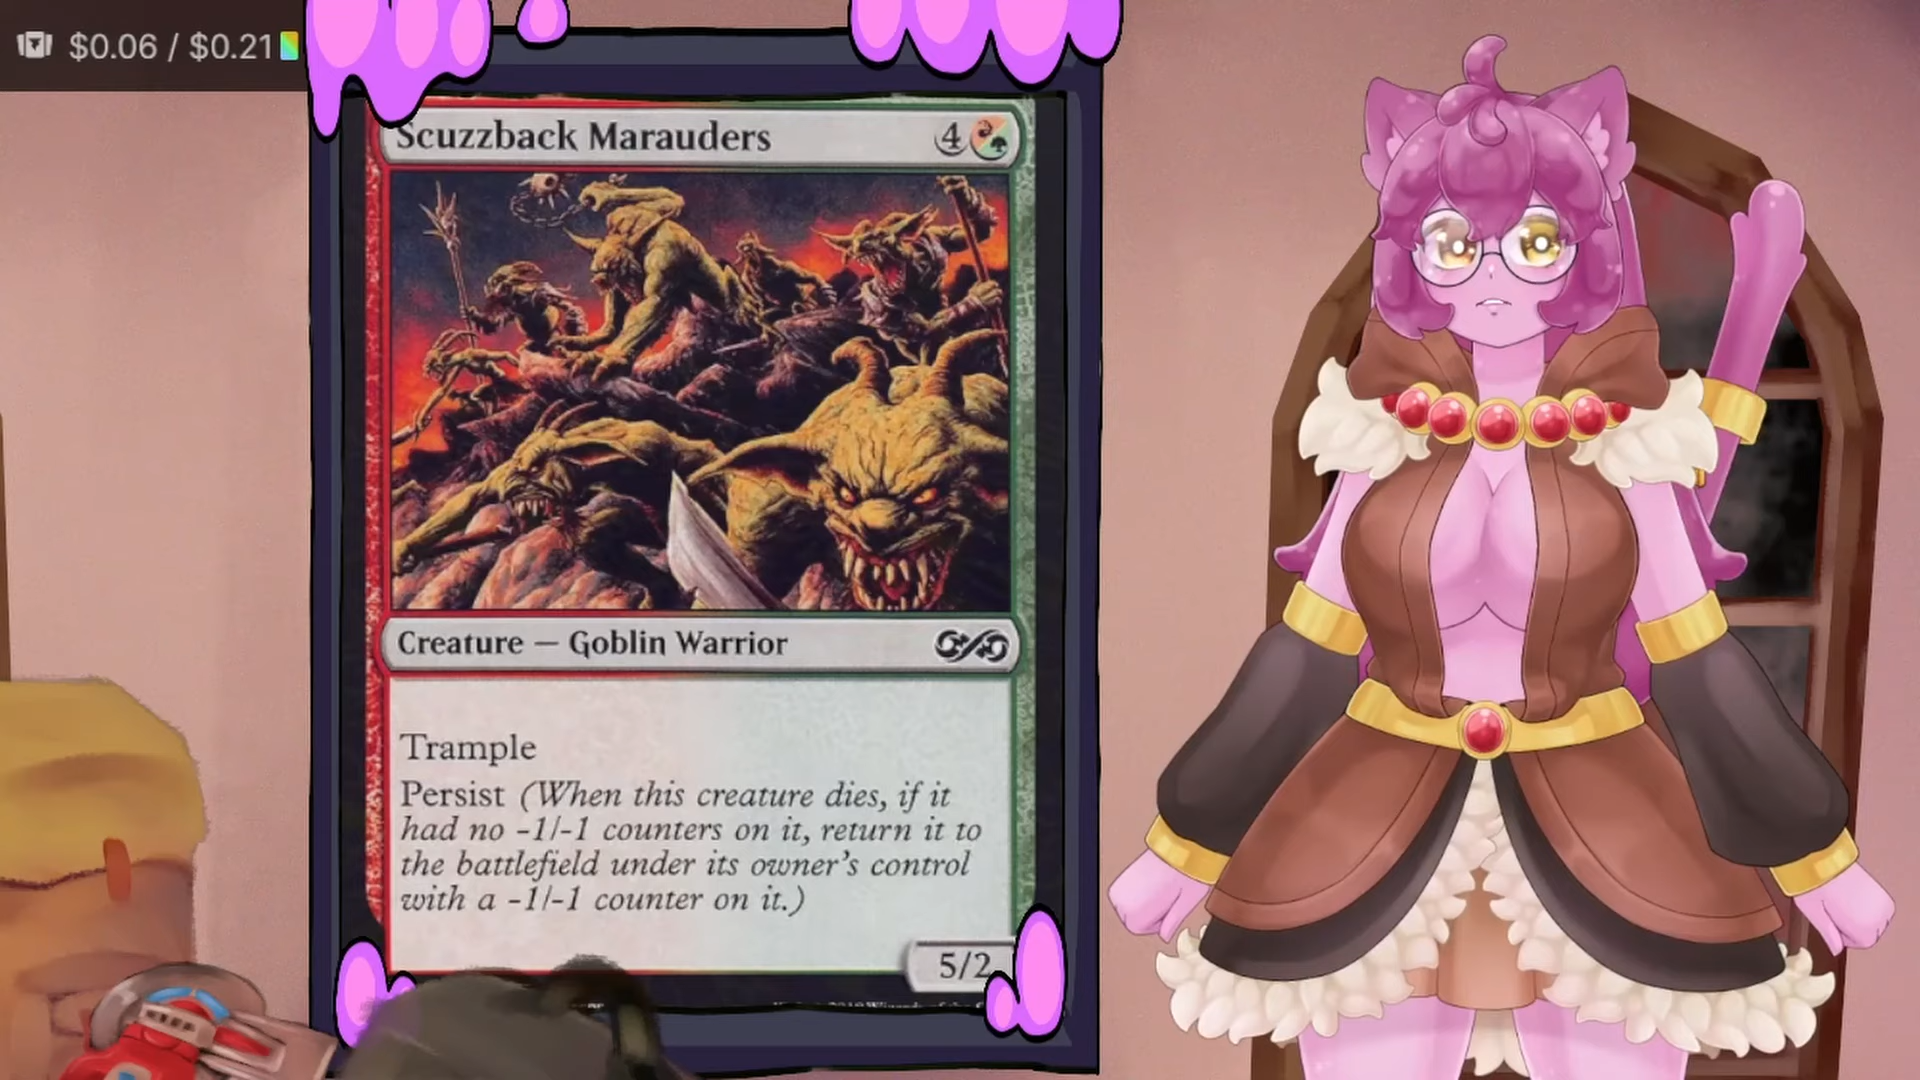 $0.06 / $0.21
Scuzzback Marauders 4
Creature — Goblin Warrior
Trample
Persist (When this creature dies, if it
had no -1/-1 counters on it, return it to
the battlefield under its owner's control
with a -1/-1 counter on it.)
5/2